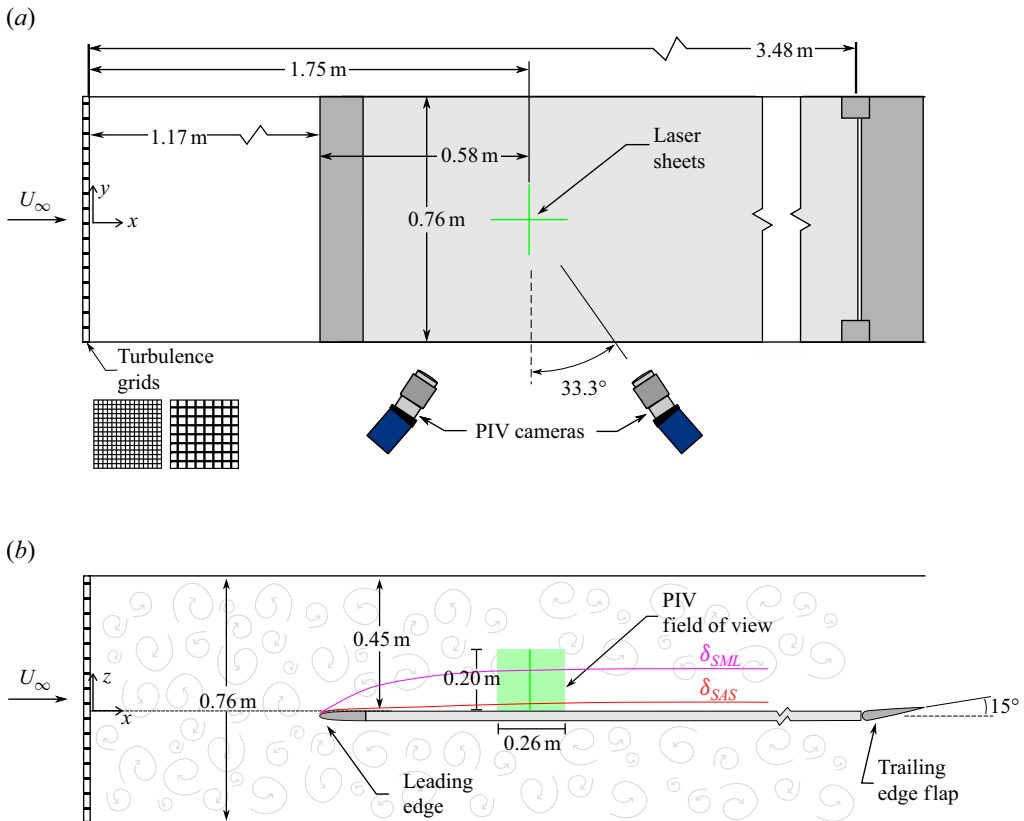 (a)
3.48 m
1.75 m
1.17 m
Laser
sheets
0.58 m
U∞
y
x
0.76 m
Turbulence
grids
33.3°
PIV cameras
(b)
PIV
field of view
0.45 m
δSML
0.20 m
U∞
z
x
0.76 m
δSAS
15°
0.26 m
Leading
edge
Trailing
edge flap